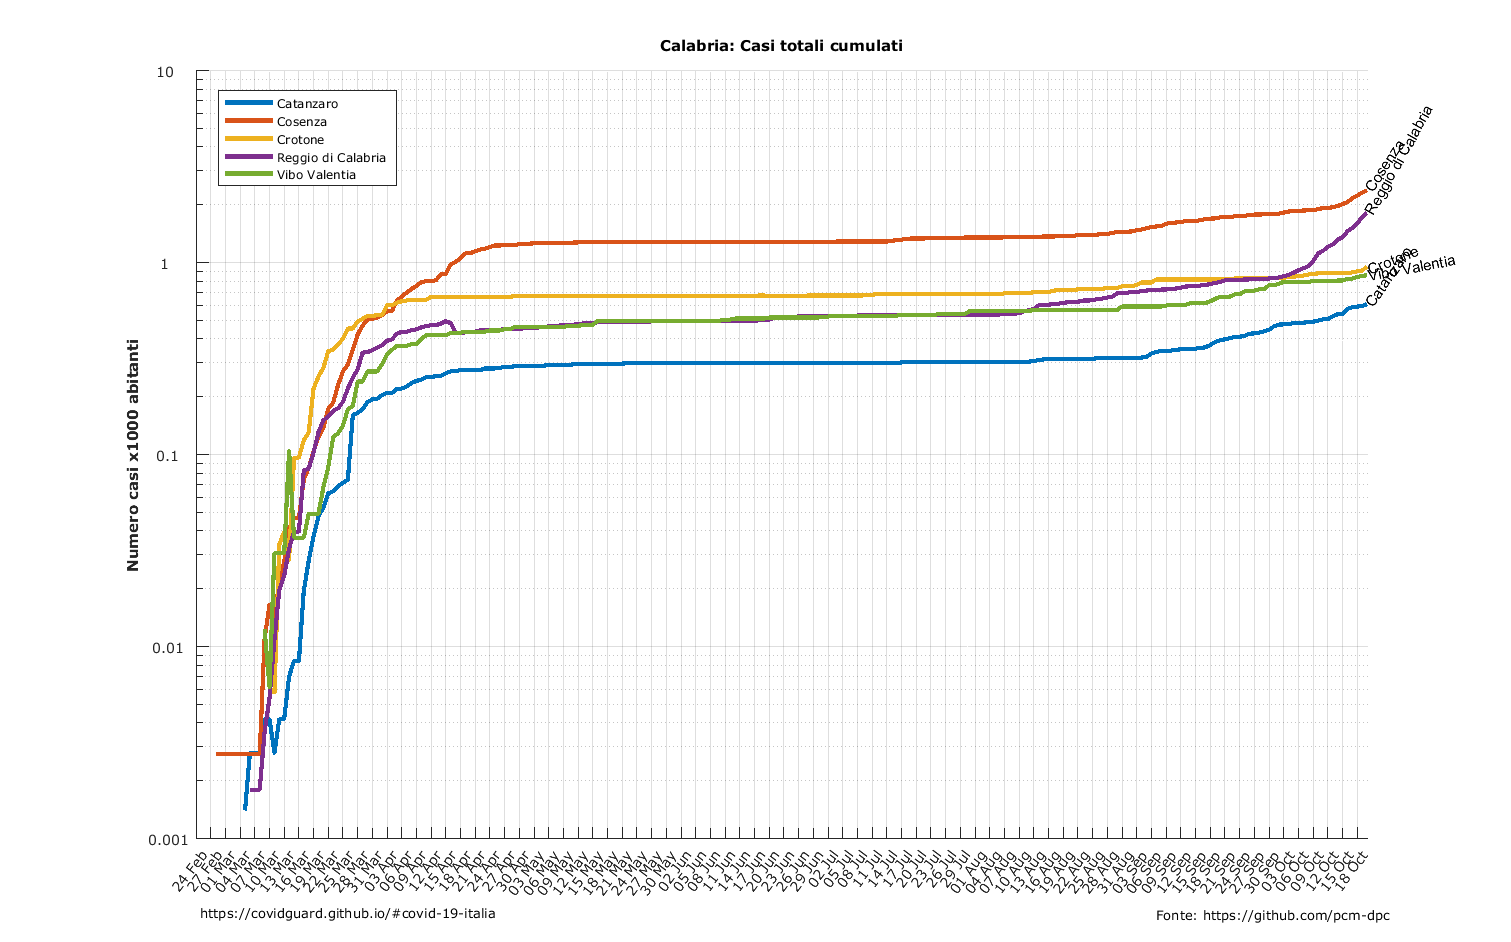 Calabria: Casi totali cumulati
10
1
0.1
0.01
0.001
Numero casi x1000 abitanti
Catanzaro
Cosenza
Crotone
Reggio di Calabria
Vibo Valentia
Cosenza
Reggio di Calabria
Crotone
Vibo Valentia
Catanzaro
24 Feb
27 Feb
01 Mar
04 Mar
07 Mar
10 Mar
13 Mar
16 Mar
19 Mar
22 Mar
25 Mar
28 Mar
31 Mar
03 Apr
06 Apr
09 Apr
12 Apr
15 Apr
18 Apr
21 Apr
24 Apr
27 Apr
30 Apr
03 May
06 May
09 May
12 May
15 May
18 May
21 May
24 May
27 May
30 May
02 Jun
05 Jun
08 Jun
11 Jun
14 Jun
17 Jun
20 Jun
23 Jun
26 Jun
29 Jun
02 Jul
05 Jul
08 Jul
11 Jul
14 Jul
17 Jul
20 Jul
23 Jul
26 Jul
29 Jul
01 Aug
04 Aug
07 Aug
10 Aug
13 Aug
16 Aug
19 Aug
22 Aug
25 Aug
28 Aug
31 Aug
03 Sep
06 Sep
09 Sep
12 Sep
15 Sep
18 Sep
21 Sep
24 Sep
27 Sep
30 Sep
03 Oct
06 Oct
09 Oct
12 Oct
15 Oct
18 Oct
https://covidguard.github.io/#covid-19-italia
Fonte: https://github.com/pcm-dpc